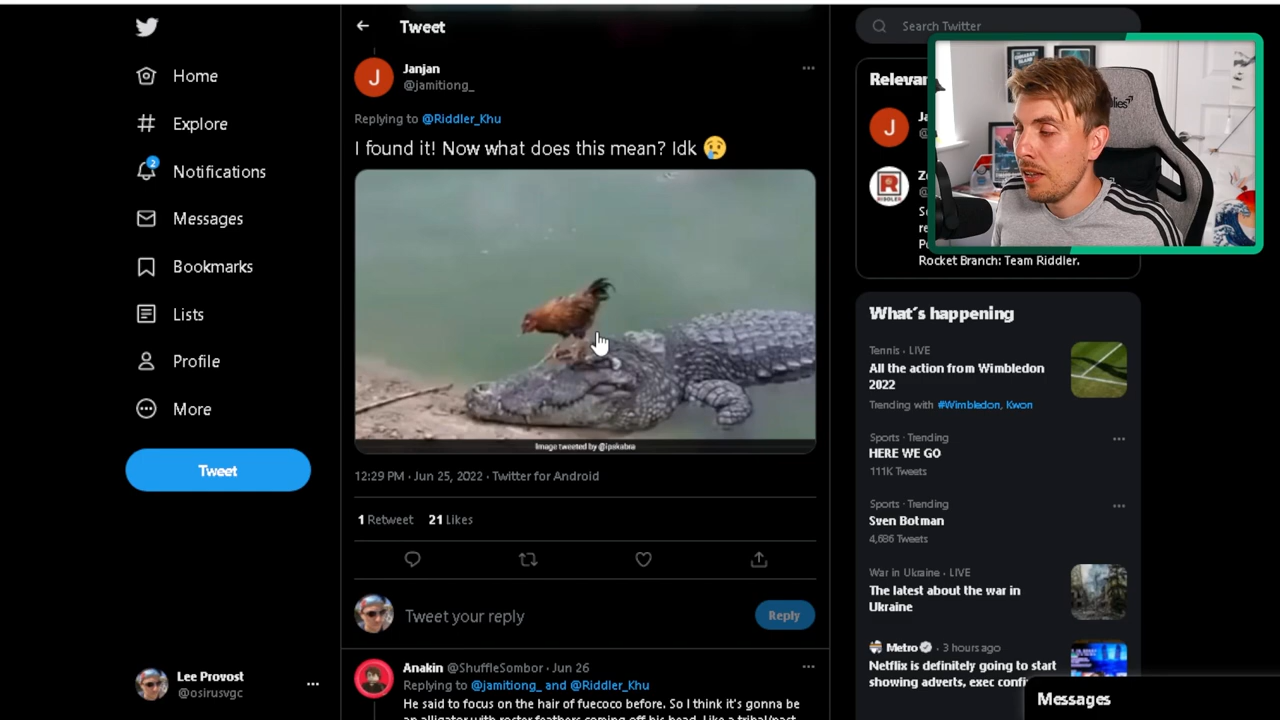 Tweet
Search Twitter
Home
Explore
2
Notifications
Messages
Bookmarks
Lists
Profile
More
Tweet
Lee Provost
@osirusvgc
J
Janjan
@jamitiong_
Replying to @Riddler_Khu
I found it! Now what does this mean? Idk 😢
Image tweeted by @ipskabra
12:29 PM · Jun 25, 2022 · Twitter for Android
1 Retweet 21 Likes
Tweet your reply
Reply
Anakin @ShuffleSombor · Jun 26
Replying to @jamitiong_ and @Riddler_Khu
He said to focus on the hair of fuecoco before. So I think it's gonna be
J
R
RIDDLER
Rocket Branch: Team Riddler.
What's happening
Tennis · LIVE
All the action from Wimbledon
2022
Trending with #Wimbledon, Kwon
Sports · Trending
HERE WE GO
111K Tweets
Sports · Trending
Sven Botman
4,686 Tweets
War in Ukraine · LIVE
The latest about the war in
Ukraine
Metro · 3 hours ago
Netflix is definitely going to start
showing adverts, exec
Messages